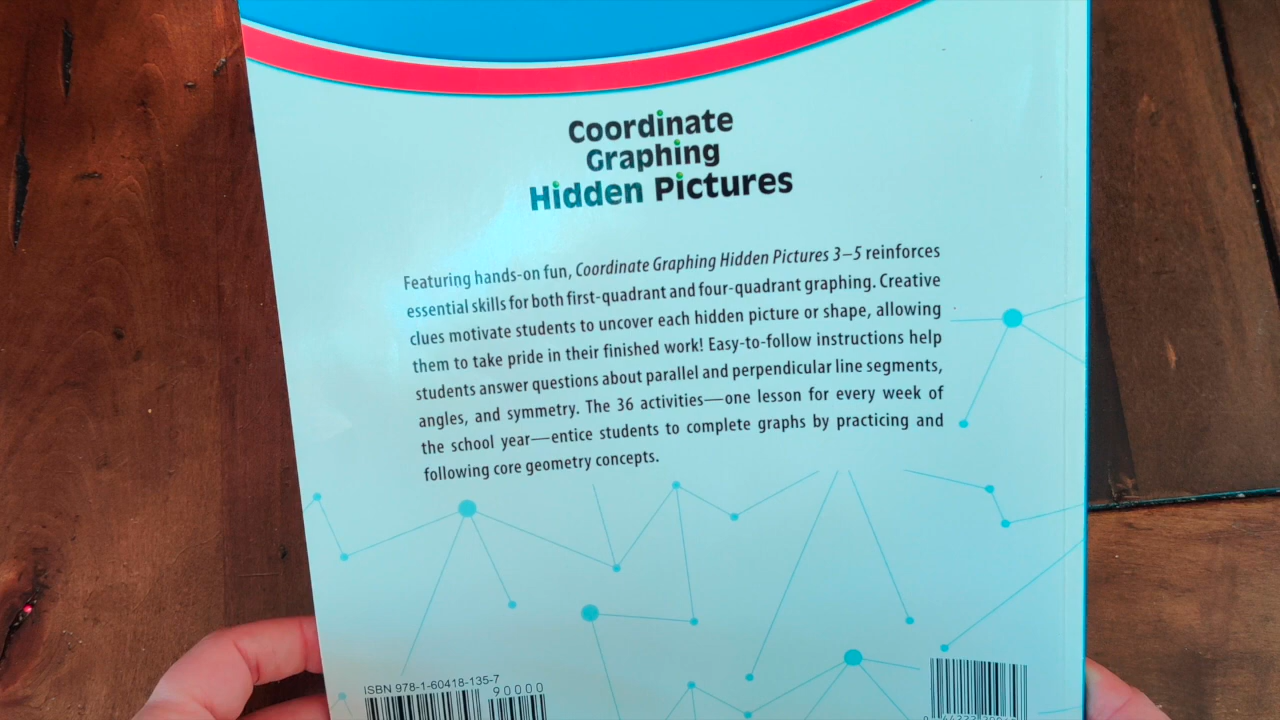 Coordinate
Graphing
Hidden Pictures
Featuring hands-on fun, Coordinate Graphing Hidden Pictures 3–5 reinforces
essential skills for both first-quadrant and four-quadrant graphing. Creative
clues motivate students to uncover each hidden picture or shape, allowing
them to take pride in their finished work! Easy-to-follow instructions help
students answer questions about parallel and perpendicular line segments,
angles, and symmetry. The 36 activities—one lesson for every week of
the school year—entice students to complete graphs by practicing and
following core geometry concepts.
ISBN 978-1-60418-135-7
90000